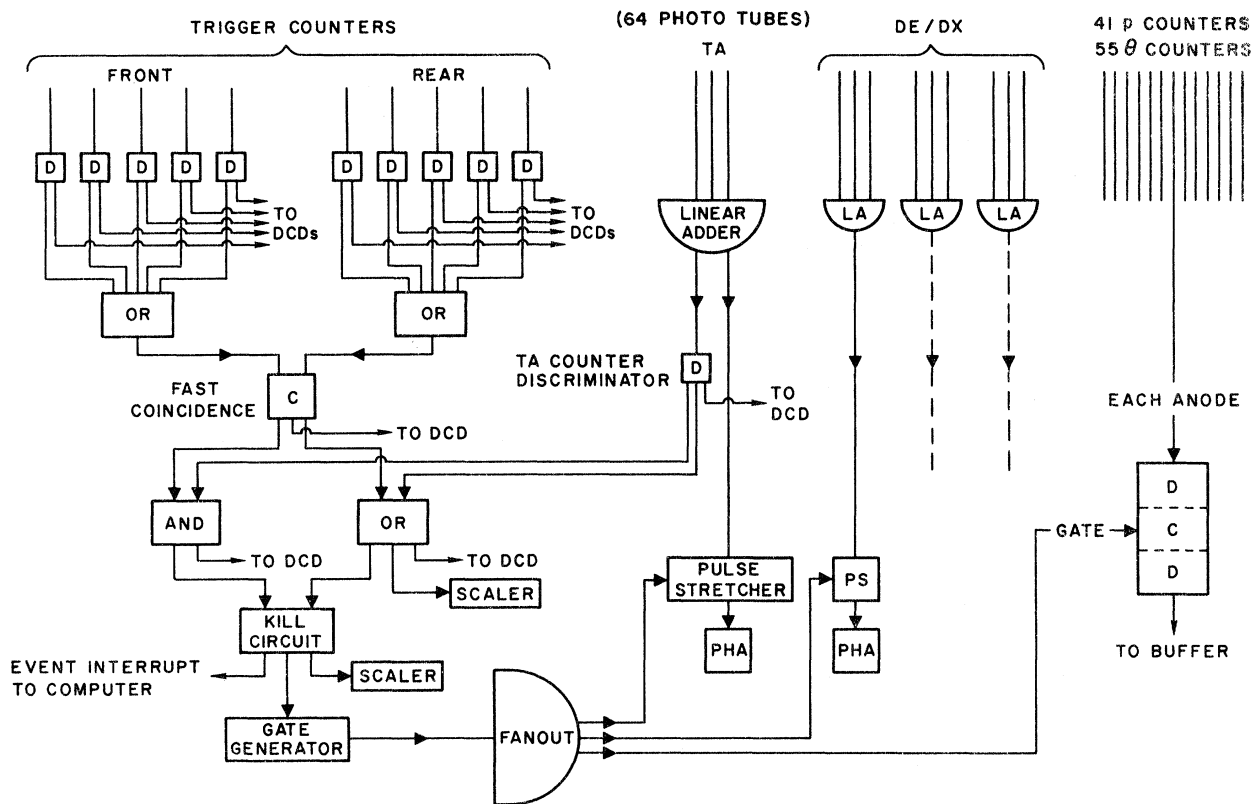 TRIGGER COUNTERS
FRONT
REAR
(64 PHOTO TUBES)
TA
DE/DX
41 p COUNTERS
55 θ COUNTERS
D D D D D
D D D D D
TO
DCDs
TO
DCDs
LINEAR
ADDER
LA
LA
LA
OR
OR
TA COUNTER
DISCRIMINATOR
D
TO
DCD
FAST
COINCIDENCE
C
TO DCD
EACH ANODE
D
C
D
GATE
TO BUFFER
AND
OR
TO DCD
TO DCD
SCALER
PULSE
STRETCHER
PS
PHA
PHA
KILL
CIRCUIT
EVENT INTERRUPT
TO COMPUTER
SCALER
GATE
GENERATOR
FANOUT